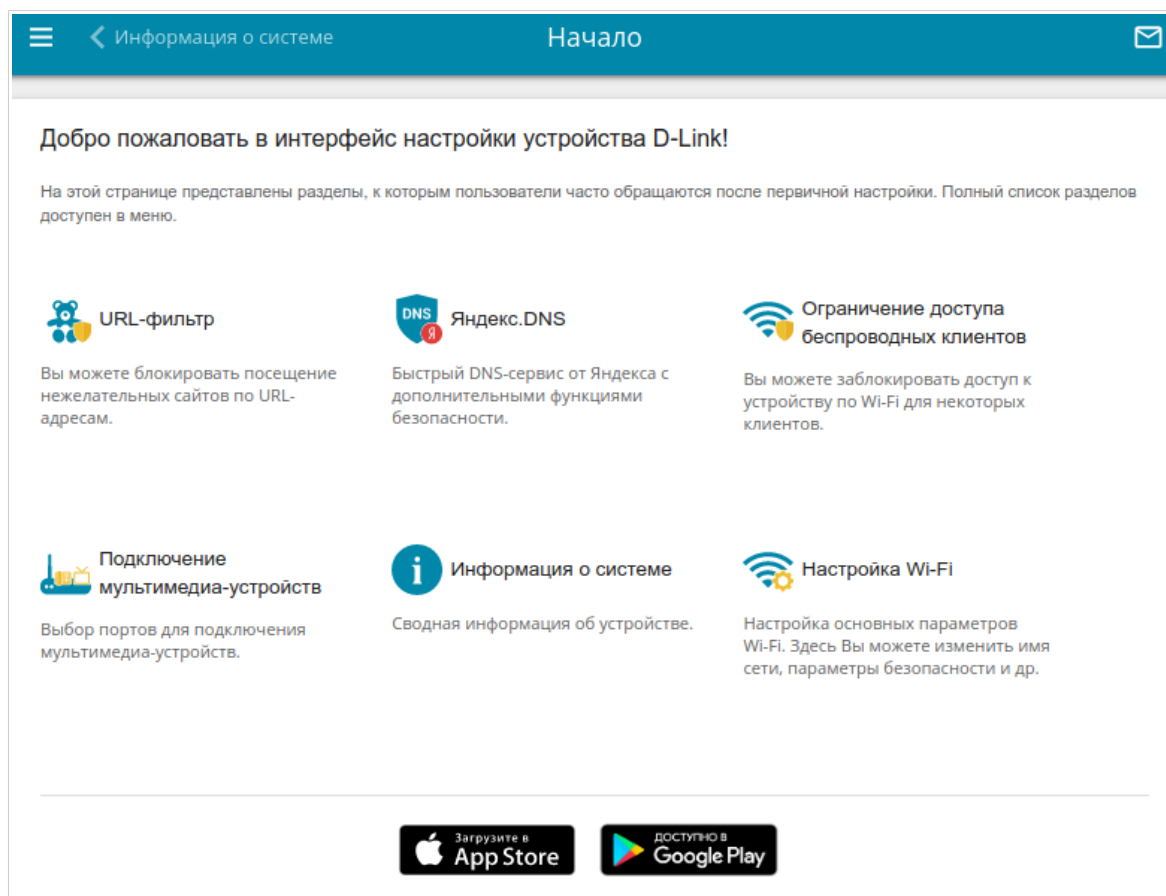 Информация о системе
Начало
Добро пожаловать в интерфейс настройки устройства D-Link!
На этой странице представлены разделы, к которым пользователи часто обращаются после первичной настройки. Полный список разделов
доступен в меню.
URL-фильтр
Вы можете блокировать посещение
нежелательных сайтов по URL-
адресам.
DNS
Я
Яндекс.DNS
Быстрый DNS-сервис от Яндекса с
дополнительными функциями
безопасности.
Ограничение доступа
беспроводных клиентов
Вы можете заблокировать доступ к
устройству по Wi-Fi для некоторых
клиентов.
Подключение
мультимедиа-устройств
Выбор портов для подключения
мультимедиа-устройств.
i
Информация о системе
Сводная информация об устройстве.
Настройка Wi-Fi
Настройка основных параметров
Wi-Fi. Здесь Вы можете изменить имя
сети, параметры безопасности и др.
Загрузите в
App Store
ДОСТУПНО В
Google Play